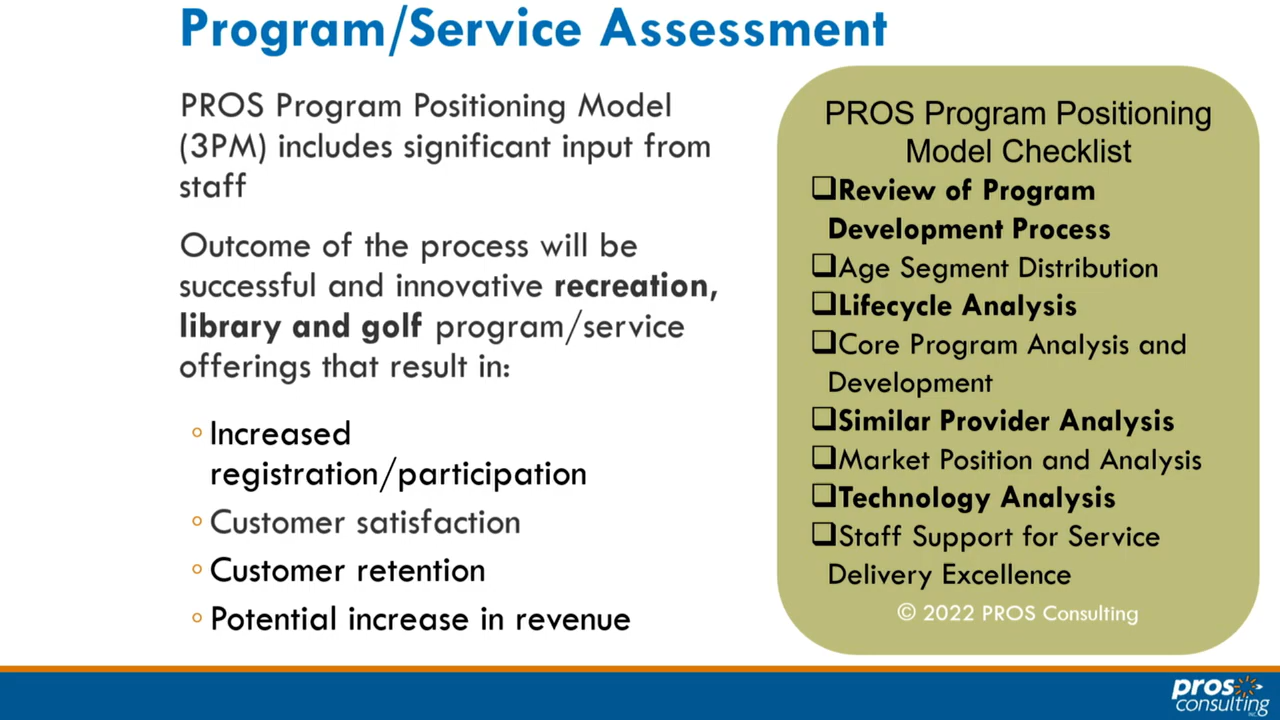 Program/Service Assessment
PROS Program Positioning Model
(3PM) includes significant input from
staff
Outcome of the process will be
successful and innovative recreation,
library and golf program/service
offerings that result in:
Increased
registration/participation
Customer satisfaction
Customer retention
Potential increase in revenue
PROS Program Positioning
Model Checklist
Review of Program
Development Process
Age Segment Distribution
Lifecycle Analysis
Core Program Analysis and
Development
Similar Provider Analysis
Market Position and Analysis
Technology Analysis
Staff Support for Service
Delivery Excellence
© 2022 PROS Consulting
pros
consulting
INC.